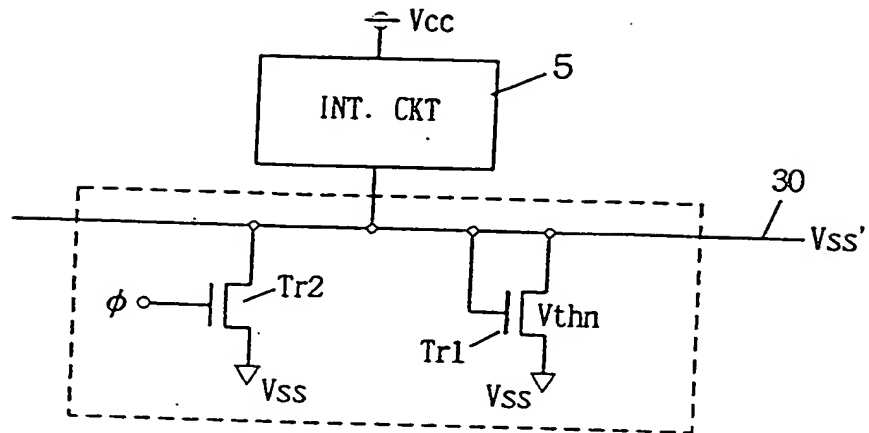 Vcc
5
INT. CKT
30
Vss'
φ
Tr2
Vthn
Tr1
Vss
Vss